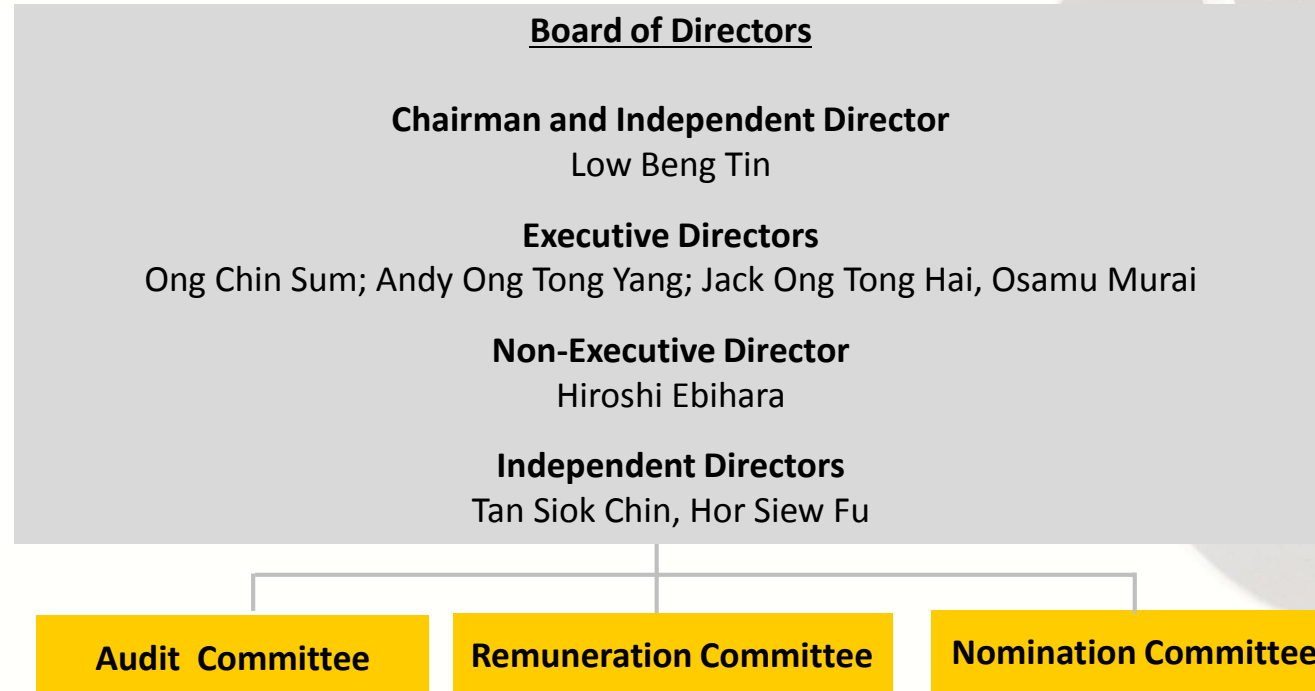 Board of Directors
Chairman and Independent Director
Low Beng Tin
Executive Directors
Ong Chin Sum; Andy Ong Tong Yang; Jack Ong Tong Hai, Osamu Murai
Non-Executive Director
Hiroshi Ebihara
Independent Directors
Tan Siok Chin, Hor Siew Fu
Audit  Committee
Remuneration Committee
Nomination Committee